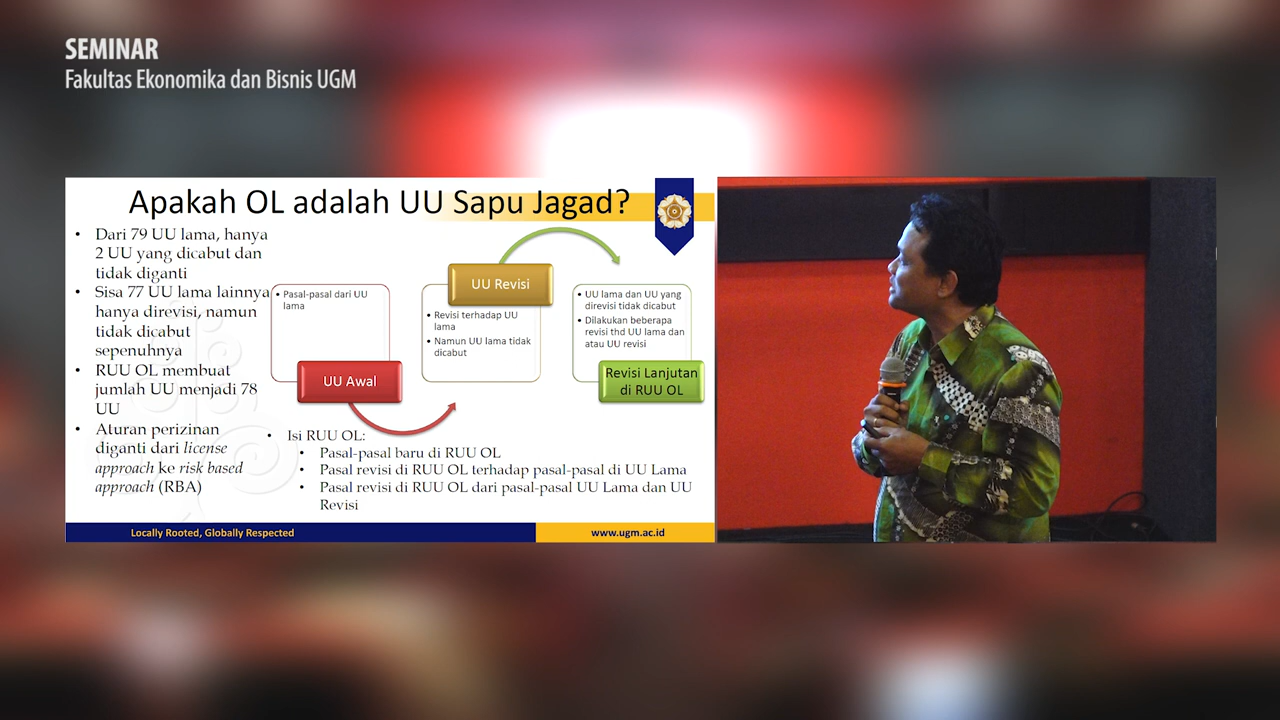 SEMINAR
Fakultas Ekonomika dan Bisnis UGM
Apakah OL adalah UU Sapu Jagad?
• Dari 79 UU lama, hanya
2 UU yang dicabut dan
tidak diganti
• Sisa 77 UU lama lainnya
hanya direvisi, namun
tidak dicabut
sepenuhnya
• RUU OL membuat
jumlah UU menjadi 78
UU
• Aturan perizinan
diganti dari license
approach ke risk based
approach (RBA)
• Pasal-pasal dari UU
lama
UU Awal
UU Revisi
• Revisi terhadap UU
lama
• Namun UU lama tidak
dicabut
• UU lama dan UU yang
direvisi tidak dicabut
• Dilakukan beberapa
revisi thd UU lama dan
atau UU revisi
Revisi Lanjutan
di RUU OL
• Isi RUU OL:
• Pasal-pasal baru di RUU OL
• Pasal revisi di RUU OL terhadap pasal-pasal di UU Lama
• Pasal revisi di RUU OL dari pasal-pasal UU Lama dan UU
Revisi
Locally Rooted, Globally Respected
www.ugm.ac.id